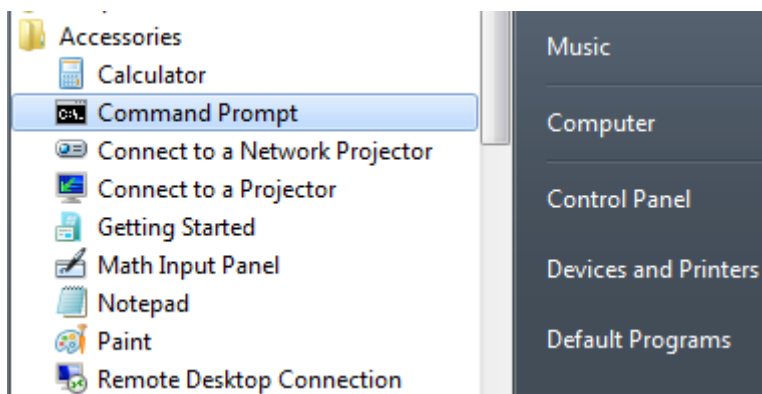 Accessories
Calculator
Command Prompt
Connect to a Network Projector
Connect to a Projector
Getting Started
Math Input Panel
Notepad
Paint
Remote Desktop Connection
Music
Computer
Control Panel
Devices and Printers
Default Programs